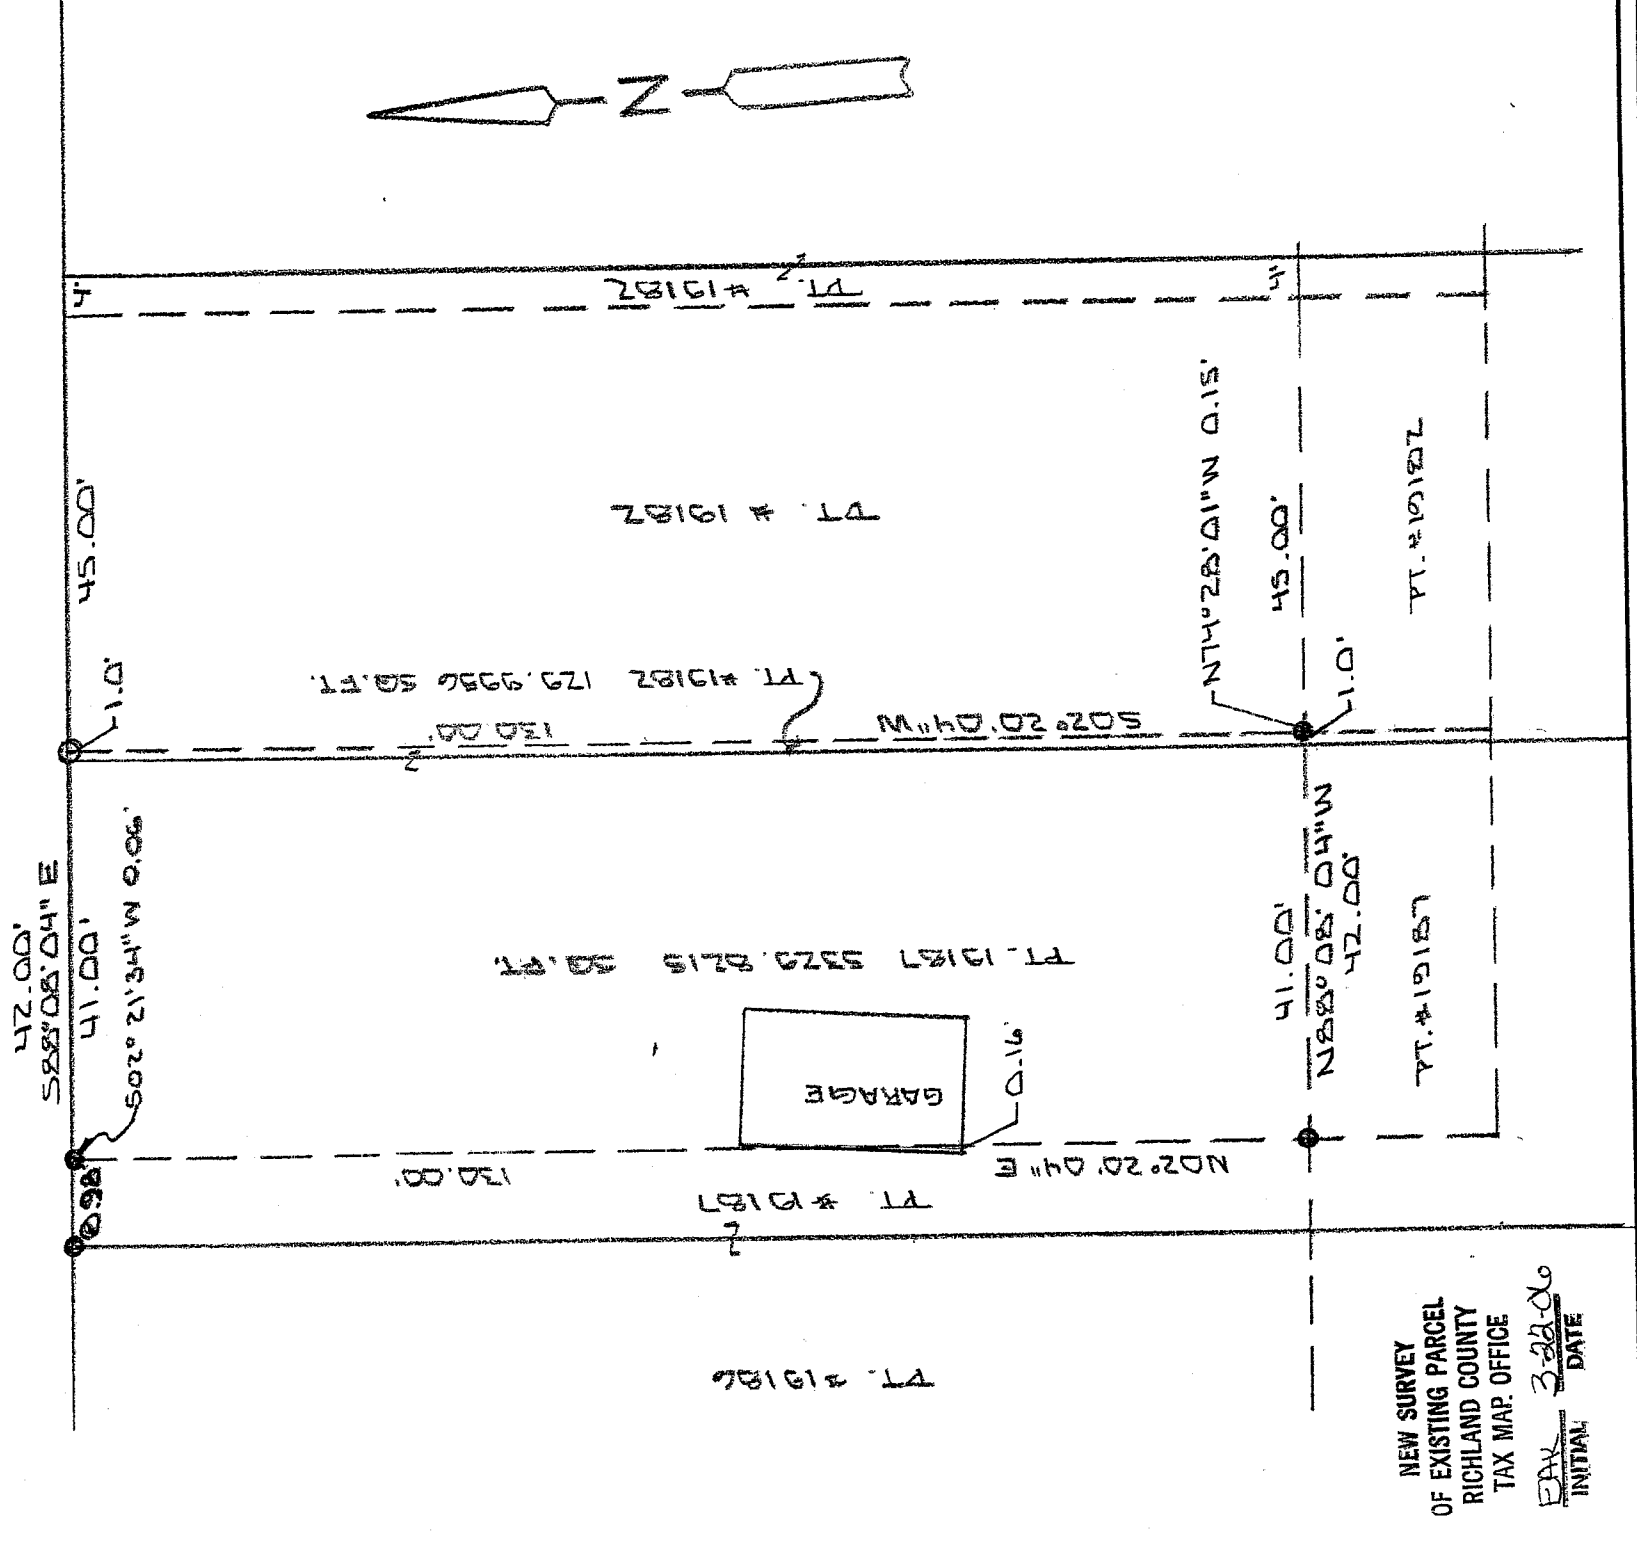 N
4'
PT. #19182
4'
45.00'
PT. # 19182
N74°28'01"W 0.15'
45.00'
PT. #19182
1.0'
PT. #19182 129.9956 SQ.FT.
130.00'
S02°20'04"W
1.0'
42.00'
S88°08'04"E
41.00'
S02°21'34"W 0.06'
PT. 19187 5329.8215 SQ.FT.
41.00'
N88°08'04"W
42.00'
PT. #19187
GARAGE
0.16'
0.98'
130.00'
N02°20'04"E
PT. #19187
PT. #19186
NEW SURVEY
OF EXISTING PARCEL
RICHLAND COUNTY
TAX MAP. OFFICE
EAK 3-22-06
INITIAL DATE